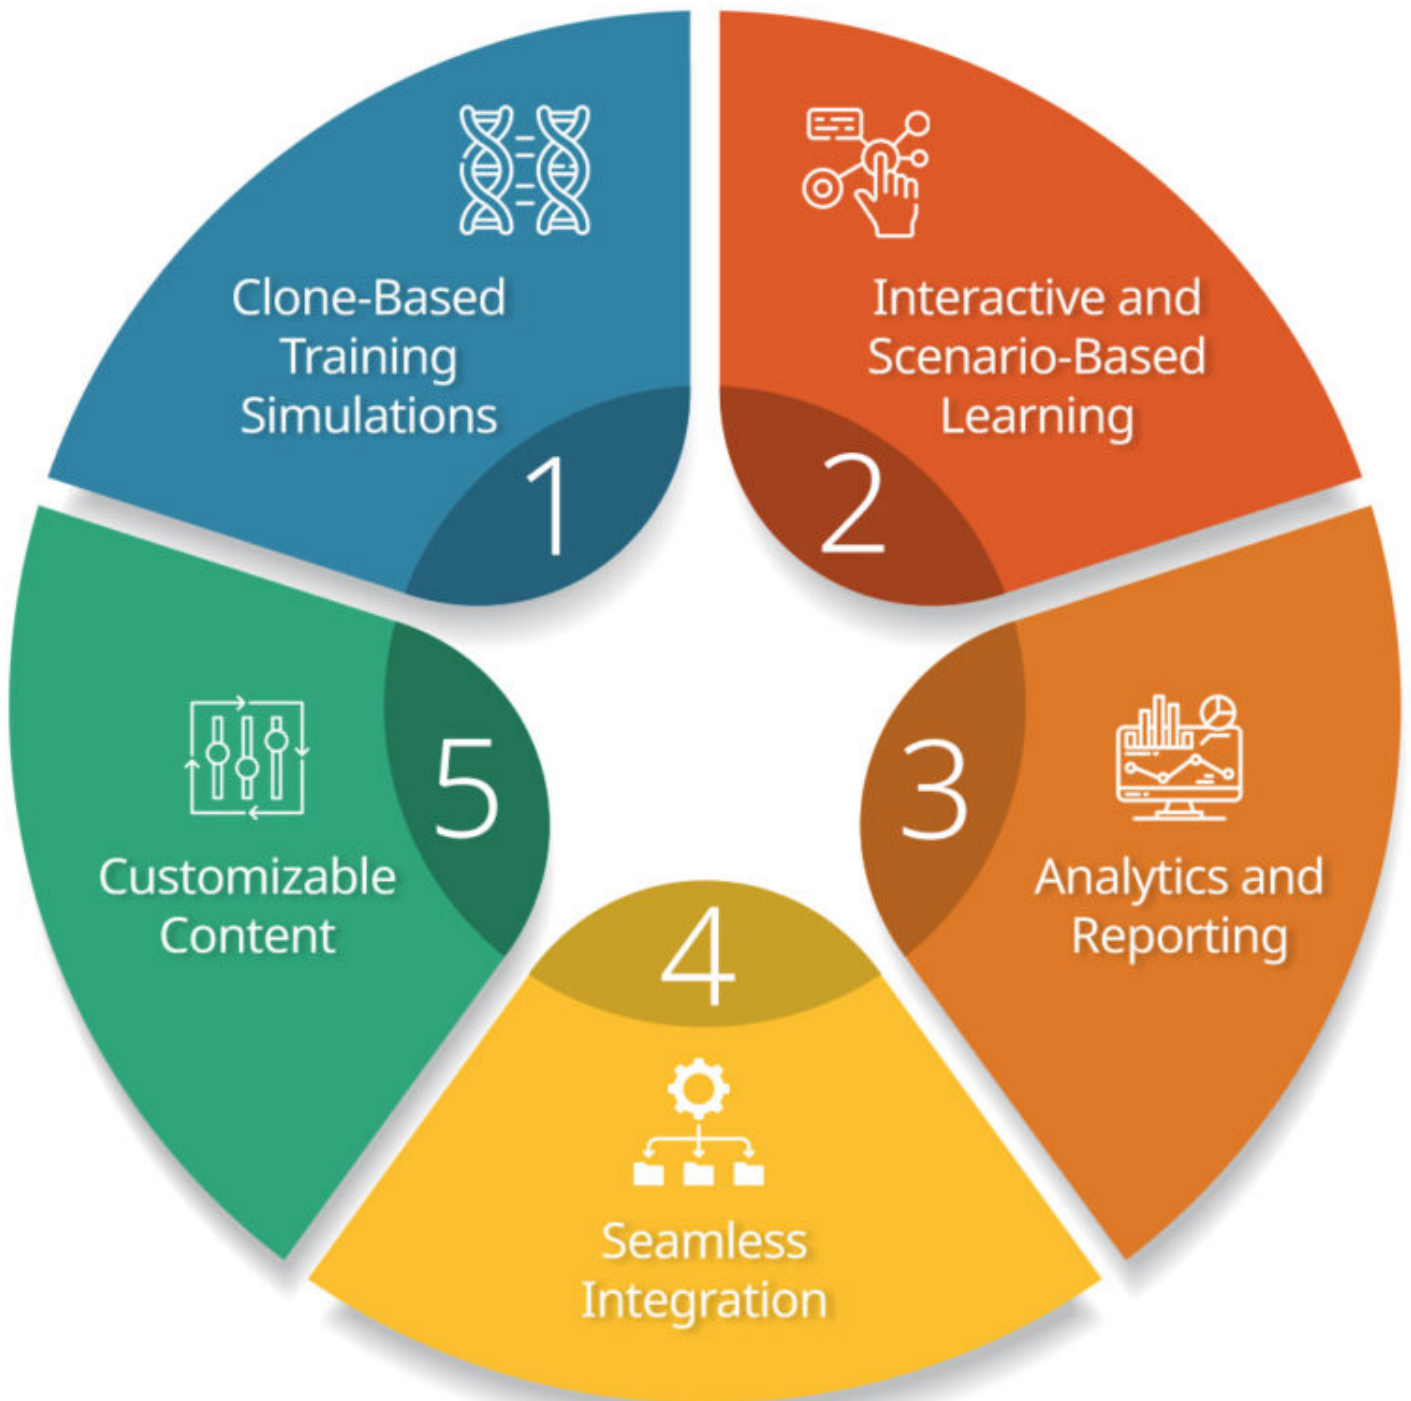 Clone-Based
Training
Simulations
1
Interactive and
Scenario-Based
Learning
2
3
Analytics and
Reporting
4
Seamless
Integration
5
Customizable
Content